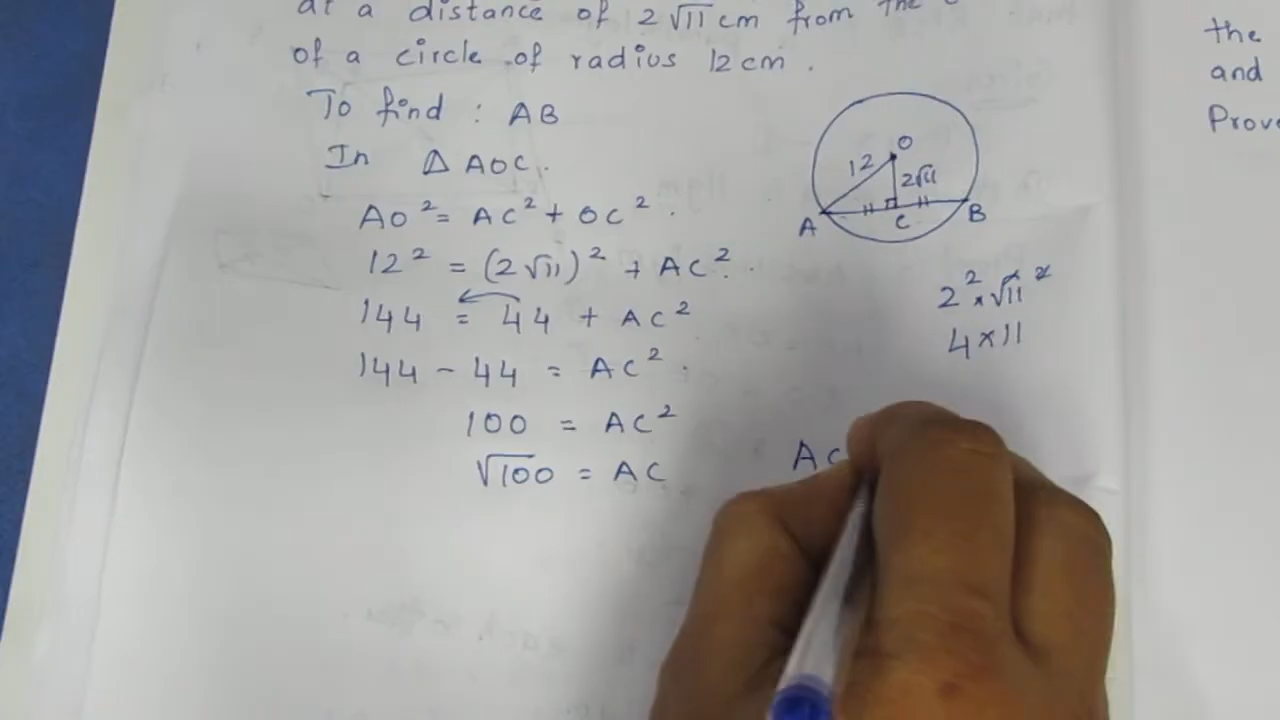 at a distance of 2√11 cm from the
of a circle of radius 12 cm .
To find : AB
In △ AOC .
AO² = AC² + OC² .
12² = (2√11)² + AC² .
144 = 44 + AC²
144 - 44 = AC² .
100 = AC²
√100 = AC
AC
O
12
2√11
A
C
B
2² × √11²
4 × 11
the
and
Prove